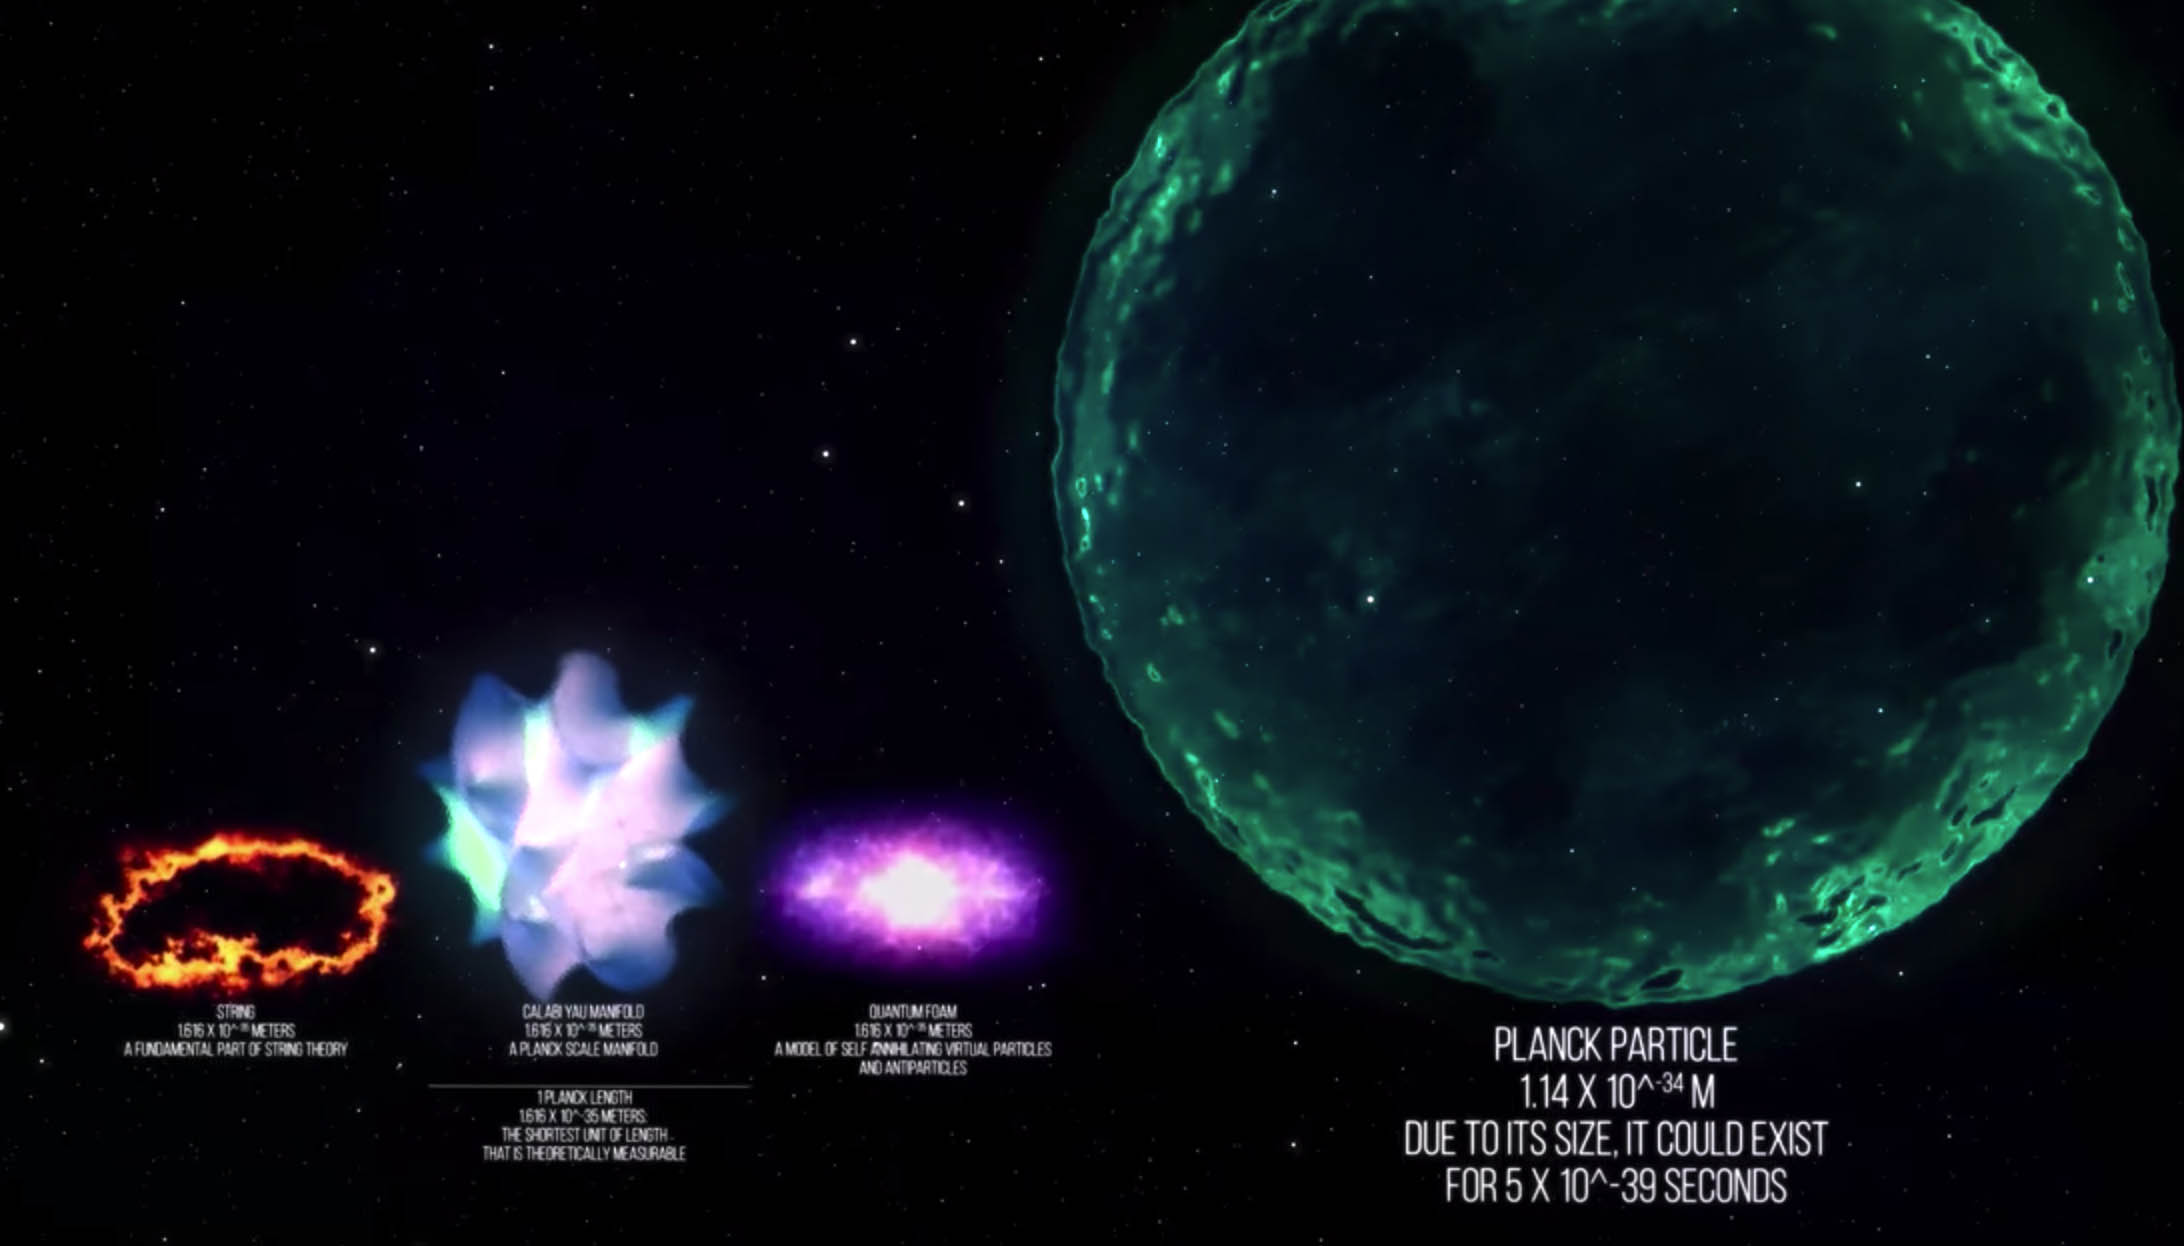 STRING
1.616 X 10^-35 METERS
A FUNDAMENTAL PART OF STRING THEORY
CALABI YAU MANIFOLD
1.616 X 10^-35 METERS
A PLANCK SCALE MANIFOLD
1 PLANCK LENGTH
1.616 X 10^-35 METERS:
THE SHORTEST UNIT OF LENGTH
THAT IS THEORETICALLY MEASURABLE
QUANTUM FOAM
1.616 X 10^-35 METERS
A MODEL OF SELF ANNIHILATING VIRTUAL PARTICLES
AND ANTIPARTICLES
PLANCK PARTICLE
1.14 X 10^-34 M
DUE TO ITS SIZE, IT COULD EXIST
FOR 5 X 10^-39 SECONDS